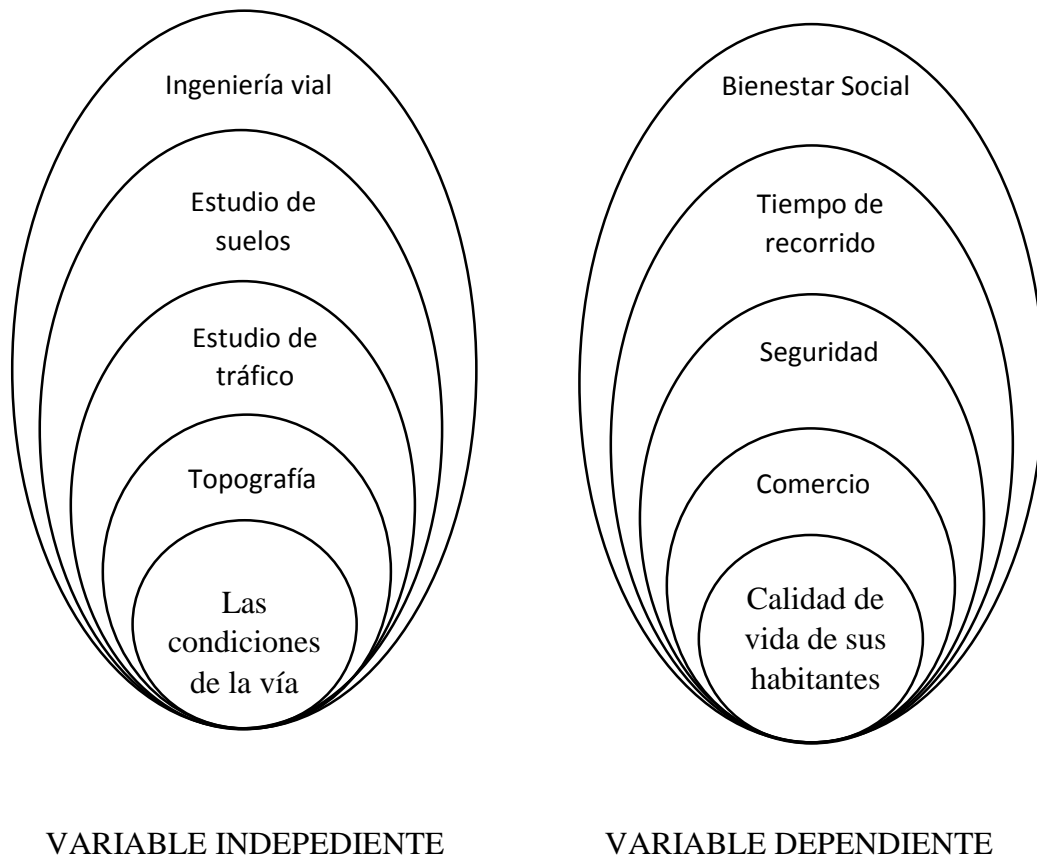 Ingeniería vial
Estudio de
suelos
Estudio de
tráfico
Topografía
Las
condiciones
de la vía
VARIABLE INDEPEDIENTE
Bienestar Social
Tiempo de
recorrido
Seguridad
Comercio
Calidad de
vida de sus
habitantes
VARIABLE DEPENDIENTE